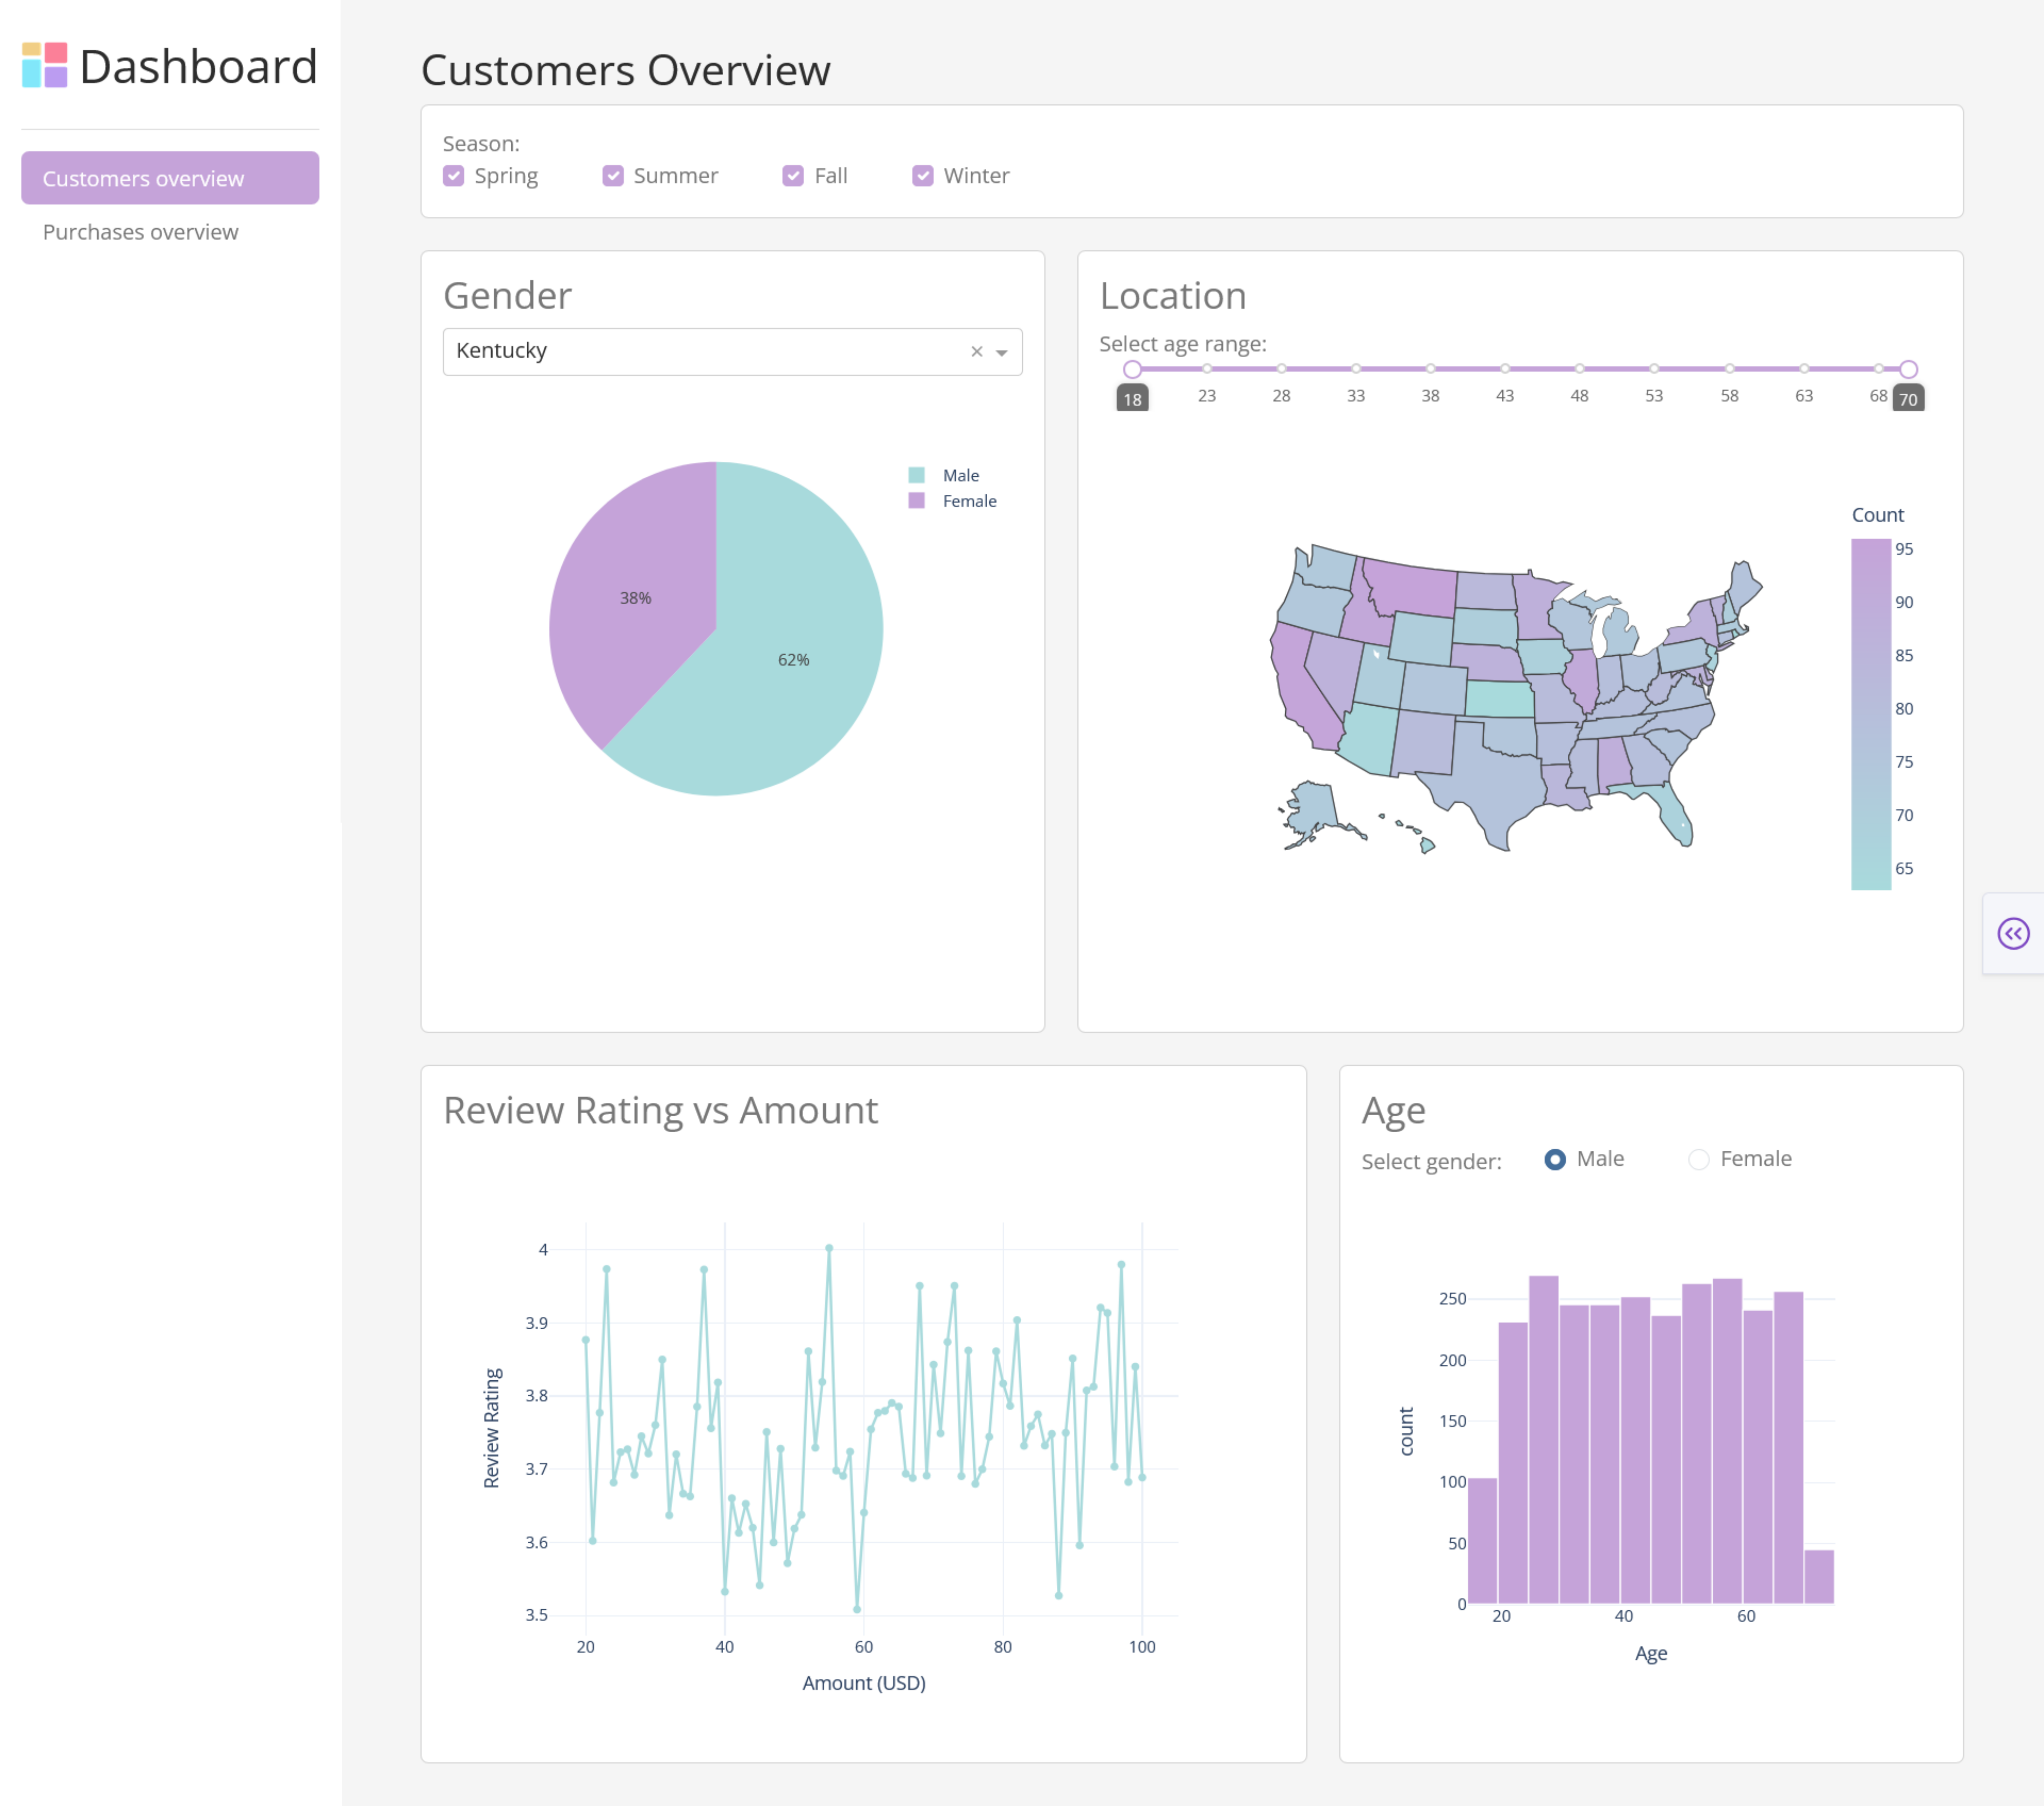 Dashboard
Customers overview
Purchases overview
Customers Overview
Season:
Spring Summer Fall Winter
Gender
Kentucky
Male
Female
38%
62%
Location
Select age range:
18 23 28 33 38 43 48 53 58 63 68 70
Count
95
90
85
80
75
70
65
Review Rating vs Amount
Review Rating
4
3.9
3.8
3.7
3.6
3.5
20 40 60 80 100
Amount (USD)
Age
Select gender: Male Female
count
250
200
150
100
50
0
20 40 60
Age